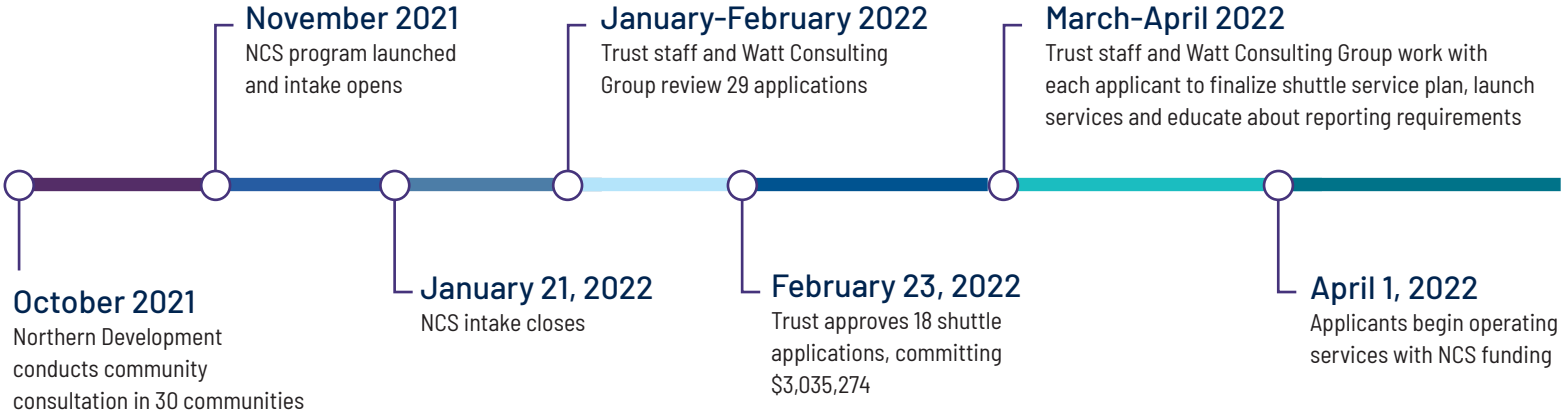 November 2021
NCS program launched
and intake opens
January-February 2022
Trust staff and Watt Consulting
Group review 29 applications
March-April 2022
Trust staff and Watt Consulting Group work with
each applicant to finalize shuttle service plan, launch
services and educate about reporting requirements
October 2021
Northern Development
conducts community
consultation in 30 communities
January 21, 2022
NCS intake closes
February 23, 2022
Trust approves 18 shuttle
applications, committing
$3,035,274
April 1, 2022
Applicants begin operating
services with NCS funding